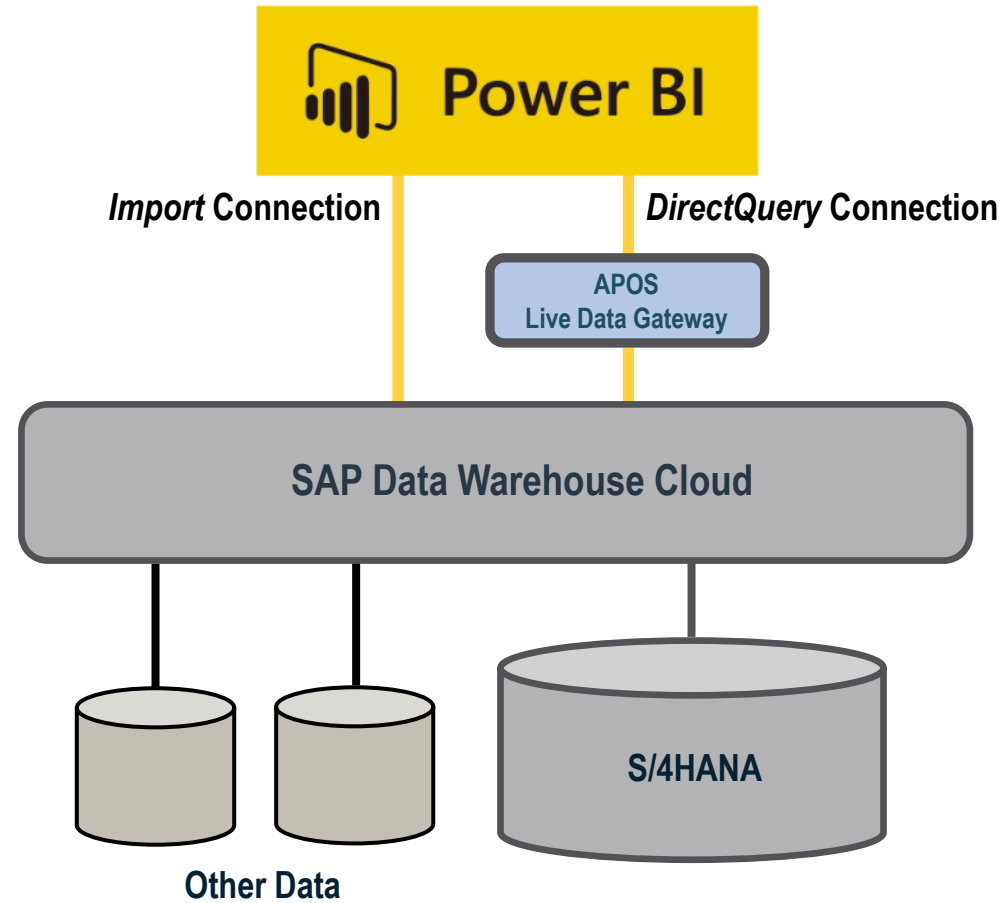 Power BI
Import Connection
DirectQuery Connection
APOS
Live Data Gateway
SAP Data Warehouse Cloud
S/4HANA
Other Data